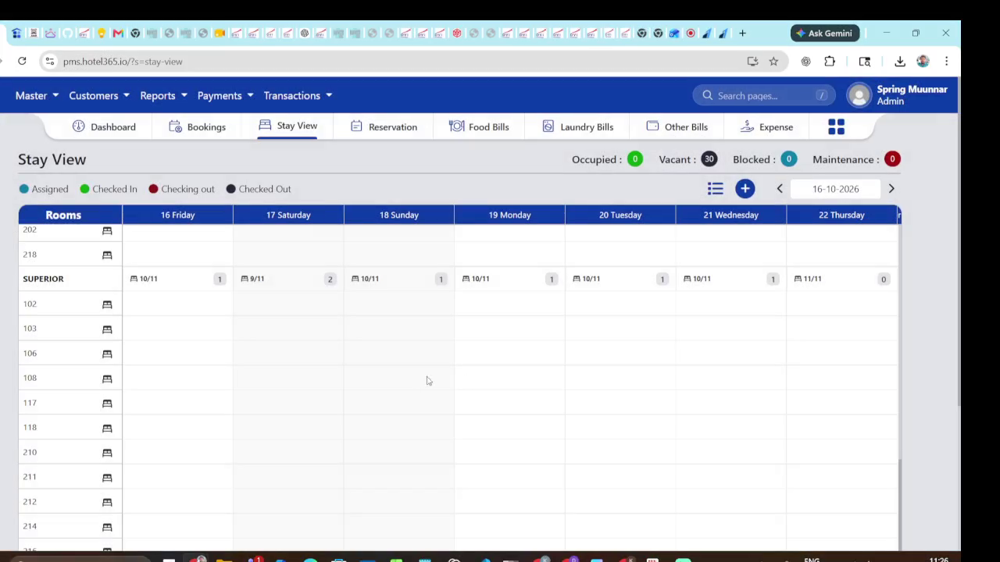 Ask Gemini
pms.hotel365.io/?s=stay-view
Master Customers Reports Payments Transactions Search pages... / Spring Muunnar
Admin
Dashboard Bookings Stay View Reservation Food Bills Laundry Bills Other Bills Expense
Stay View Occupied : 0 Vacant : 30 Blocked : 0 Maintenance : 0
Assigned Checked In Checking out Checked Out 16-10-2026
Rooms 16 Friday 17 Saturday 18 Sunday 19 Monday 20 Tuesday 21 Wednesday 22 Thursday
202
218
SUPERIOR 10/11 1 9/11 2 10/11 1 10/11 1 10/11 1 10/11 1 11/11 0
102
103
106
108
117
118
210
211
212
214
ENG 11:26